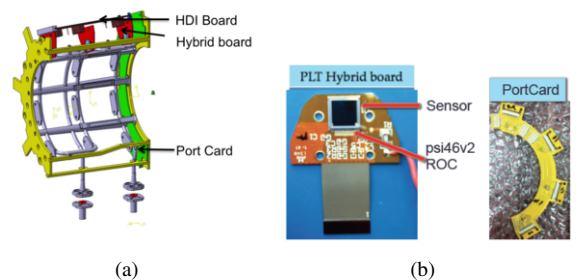 HDI Board
Hybrid board
Port Card
(a)
PLT Hybrid board
Sensor
psi46v2
ROC
PortCard
(b)